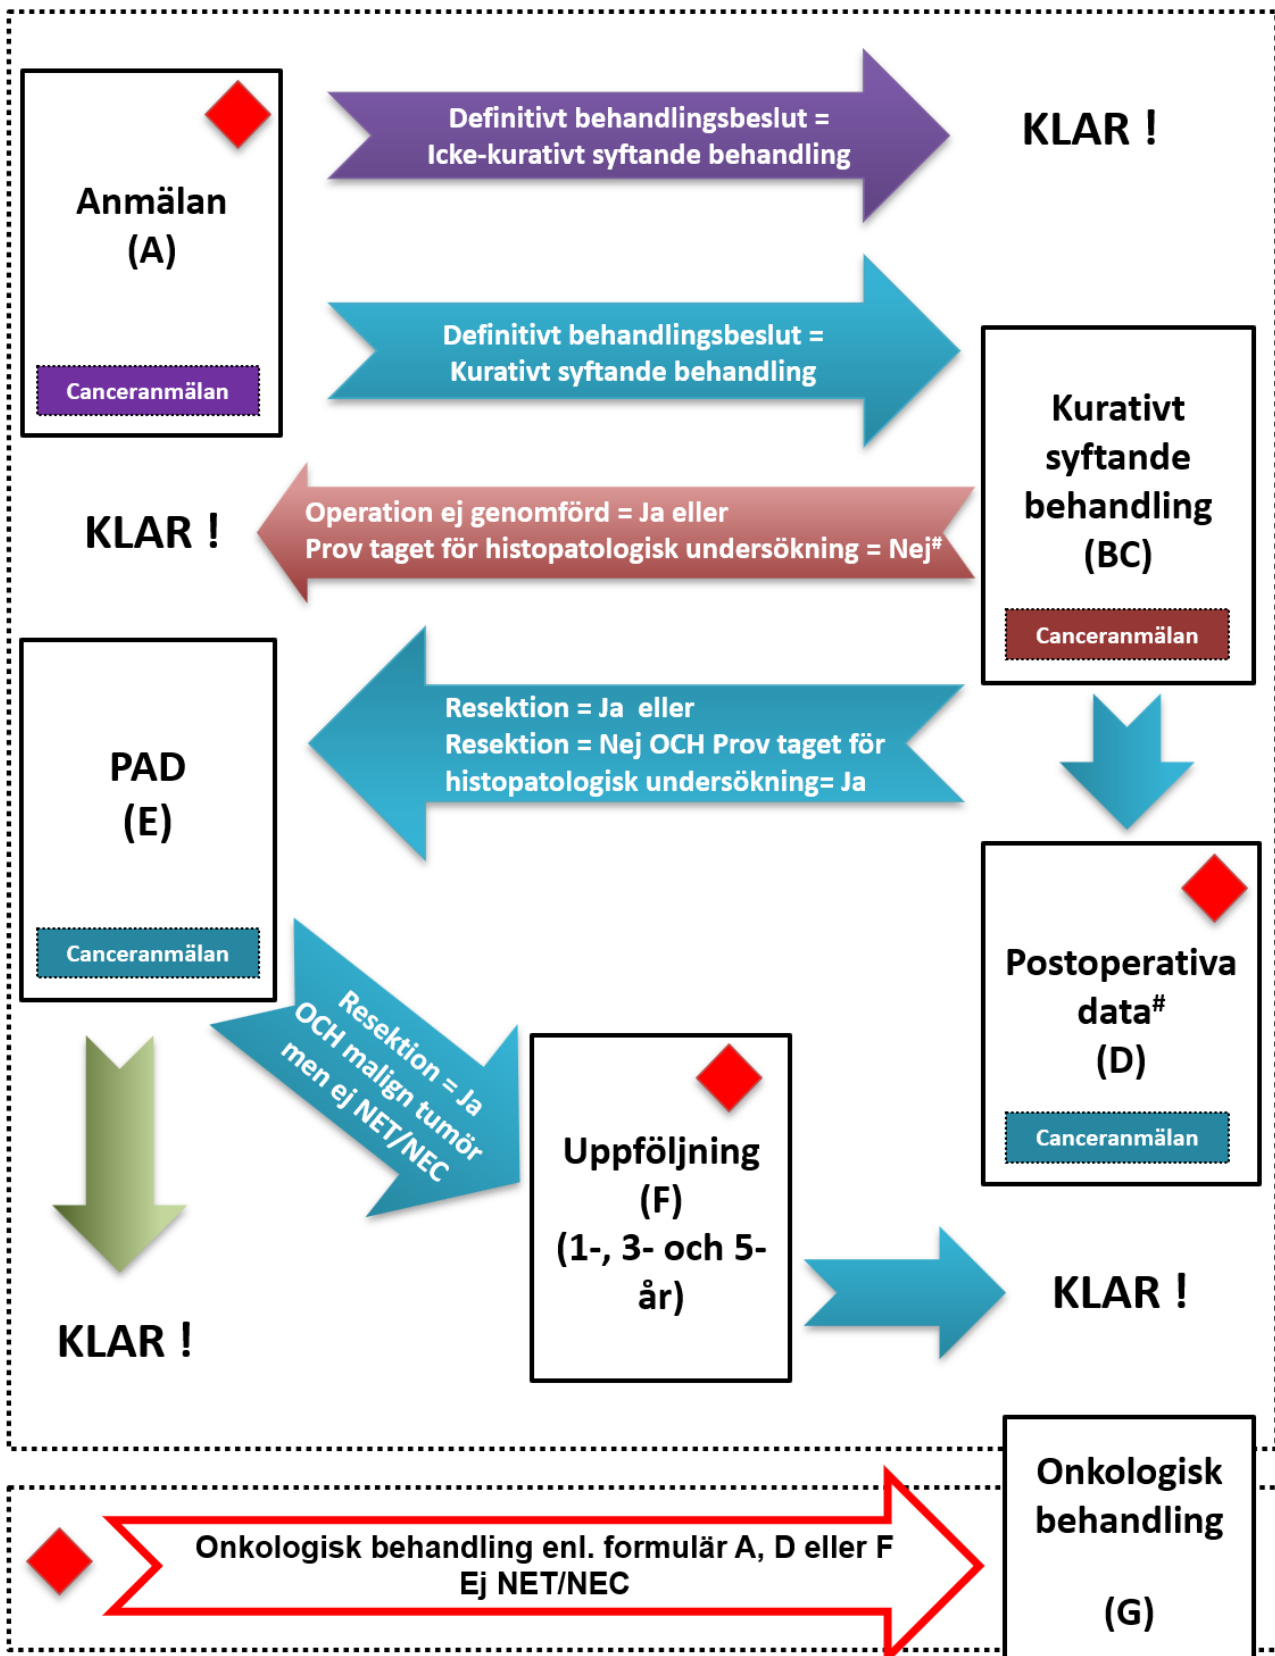 Anmälan
(A)
Canceranmälan
Definitivt behandlingsbeslut =
Icke-kurativt syftande behandling
KLAR !
Definitivt behandlingsbeslut =
Kurativt syftande behandling
Kurativt
syftande
behandling
(BC)
Canceranmälan
Operation ej genomförd = Ja eller
Prov taget för histopatologisk undersökning = Nej#
KLAR !
Resektion = Ja eller
Resektion = Nej OCH Prov taget för
histopatologisk undersökning= Ja
PAD
(E)
Canceranmälan
Postoperativa
data#
(D)
Canceranmälan
Resektion = Ja
OCH malign tumör
men ej NET/NEC
Uppföljning
(F)
(1-, 3- och 5-
år)
KLAR !
KLAR !
Onkologisk behandling enl. formulär A, D eller F
Ej NET/NEC
Onkologisk
behandling
(G)